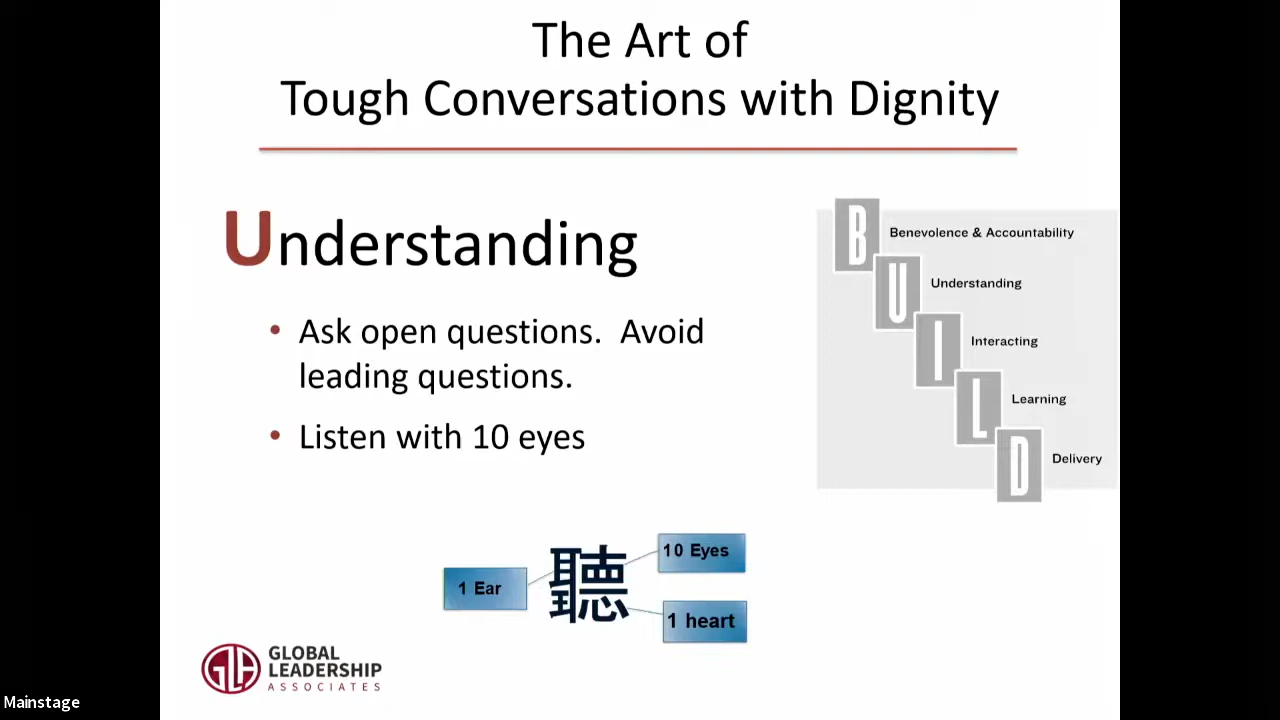 The Art of
Tough Conversations with Dignity
Understanding
• Ask open questions.  Avoid
leading questions.
• Listen with 10 eyes
B Benevolence & Accountability
U Understanding
I Interacting
L Learning
D Delivery
10 Eyes
1 Ear
聽
1 heart
GLA
GLOBAL
LEADERSHIP
ASSOCIATES
Mainstage